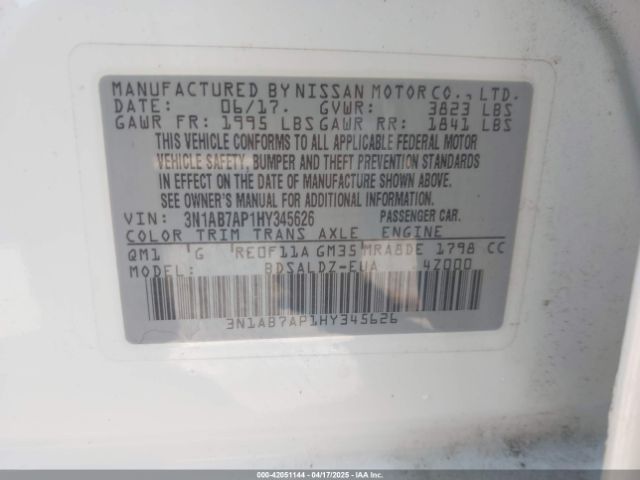 MANUFACTURED BY NISSAN MOTOR CO., LTD.
DATE: 06/17. GVWR: 3823 LBS
GAWR FR: 1995 LBS GAWR RR: 1841 LBS
THIS VEHICLE CONFORMS TO ALL APPLICABLE FEDERAL MOTOR
VEHICLE SAFETY, BUMPER AND THEFT PREVENTION STANDARDS
IN EFFECT ON THE DATE OF MANUFACTURE SHOWN ABOVE.
SEE OWNER'S MANUAL FOR ADDITIONAL INFORMATION.
VIN: 3N1AB7AP1HY345626 PASSENGER CAR.
COLOR TRIM TRANS AXLE ENGINE
QM1 G RE0F11A GM35 MRA8DE 1798 CC
MODEL: BDSALDZ-EUA 4Z000
3N1AB7AP1HY345626
000-42051144 - 04/17/2025 - IAA Inc.